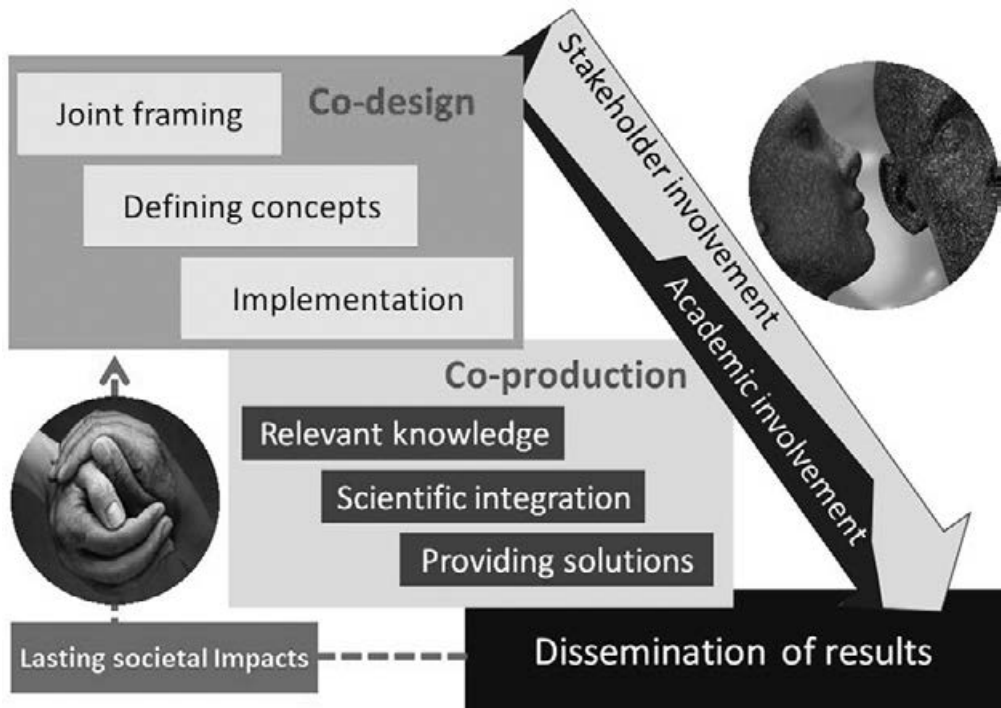 Co-design
Joint framing
Defining concepts
Implementation
Stakeholder involvement
Academic involvement
Co-production
Relevant knowledge
Scientific integration
Providing solutions
Lasting societal Impacts
Dissemination of results